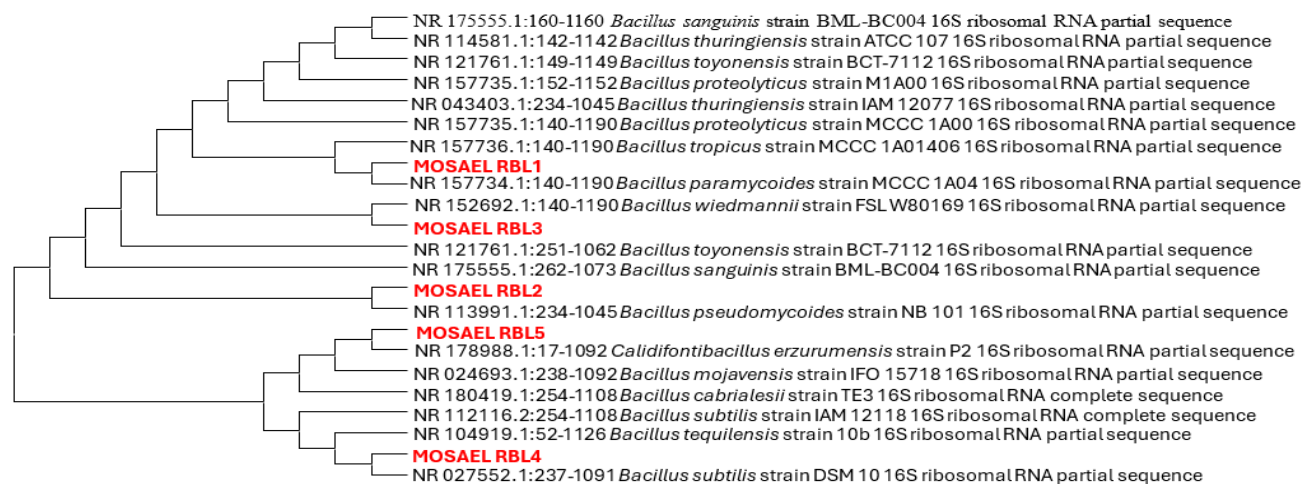 NR 175555.1:160-1160 Bacillus sanguinis strain BML-BC004 16S ribosomal RNA partial sequence
NR 114581.1:142-1142 Bacillus thuringiensis strain ATCC 107 16S ribosomal RNA partial sequence
NR 121761.1:149-1149 Bacillus toyonensis strain BCT-7112 16S ribosomal RNA partial sequence
NR 157735.1:152-1152 Bacillus proteolyticus strain M1A00 16S ribosomal RNA partial sequence
NR 043403.1:234-1045 Bacillus thuringiensis strain IAM 12077 16S ribosomal RNA partial sequence
NR 157735.1:140-1190 Bacillus proteolyticus strain MCCC 1A00 16S ribosomal RNA partial sequence
NR 157736.1:140-1190 Bacillus tropicus strain MCCC 1A01406 16S ribosomal RNA partial sequence
MOSAEL RBL1
NR 157734.1:140-1190 Bacillus paramycoides strain MCCC 1A04 16S ribosomal RNA partial sequence
NR 152692.1:140-1190 Bacillus wiedmannii strain FSL W80169 16S ribosomal RNA partial sequence
MOSAEL RBL3
NR 121761.1:251-1062 Bacillus toyonensis strain BCT-7112 16S ribosomal RNA partial sequence
NR 175555.1:262-1073 Bacillus sanguinis strain BML-BC004 16S ribosomal RNA partial sequence
MOSAEL RBL2
NR 113991.1:234-1045 Bacillus pseudomycoides strain NB 101 16S ribosomal RNA partial sequence
MOSAEL RBL5
NR 178988.1:17-1092 Calidifontibacillus erzurumensis strain P2 16S ribosomal RNA partial sequence
NR 024693.1:238-1092 Bacillus mojavensis strain IFO 15718 16S ribosomal RNA partial sequence
NR 180419.1:254-1108 Bacillus cabrialesii strain TE3 16S ribosomal RNA complete sequence
NR 112116.2:254-1108 Bacillus subtilis strain IAM 12118 16S ribosomal RNA complete sequence
NR 104919.1:52-1126 Bacillus tequilensis strain 10b 16S ribosomal RNA partial sequence
MOSAEL RBL4
NR 027552.1:237-1091 Bacillus subtilis strain DSM 10 16S ribosomal RNA partial sequence